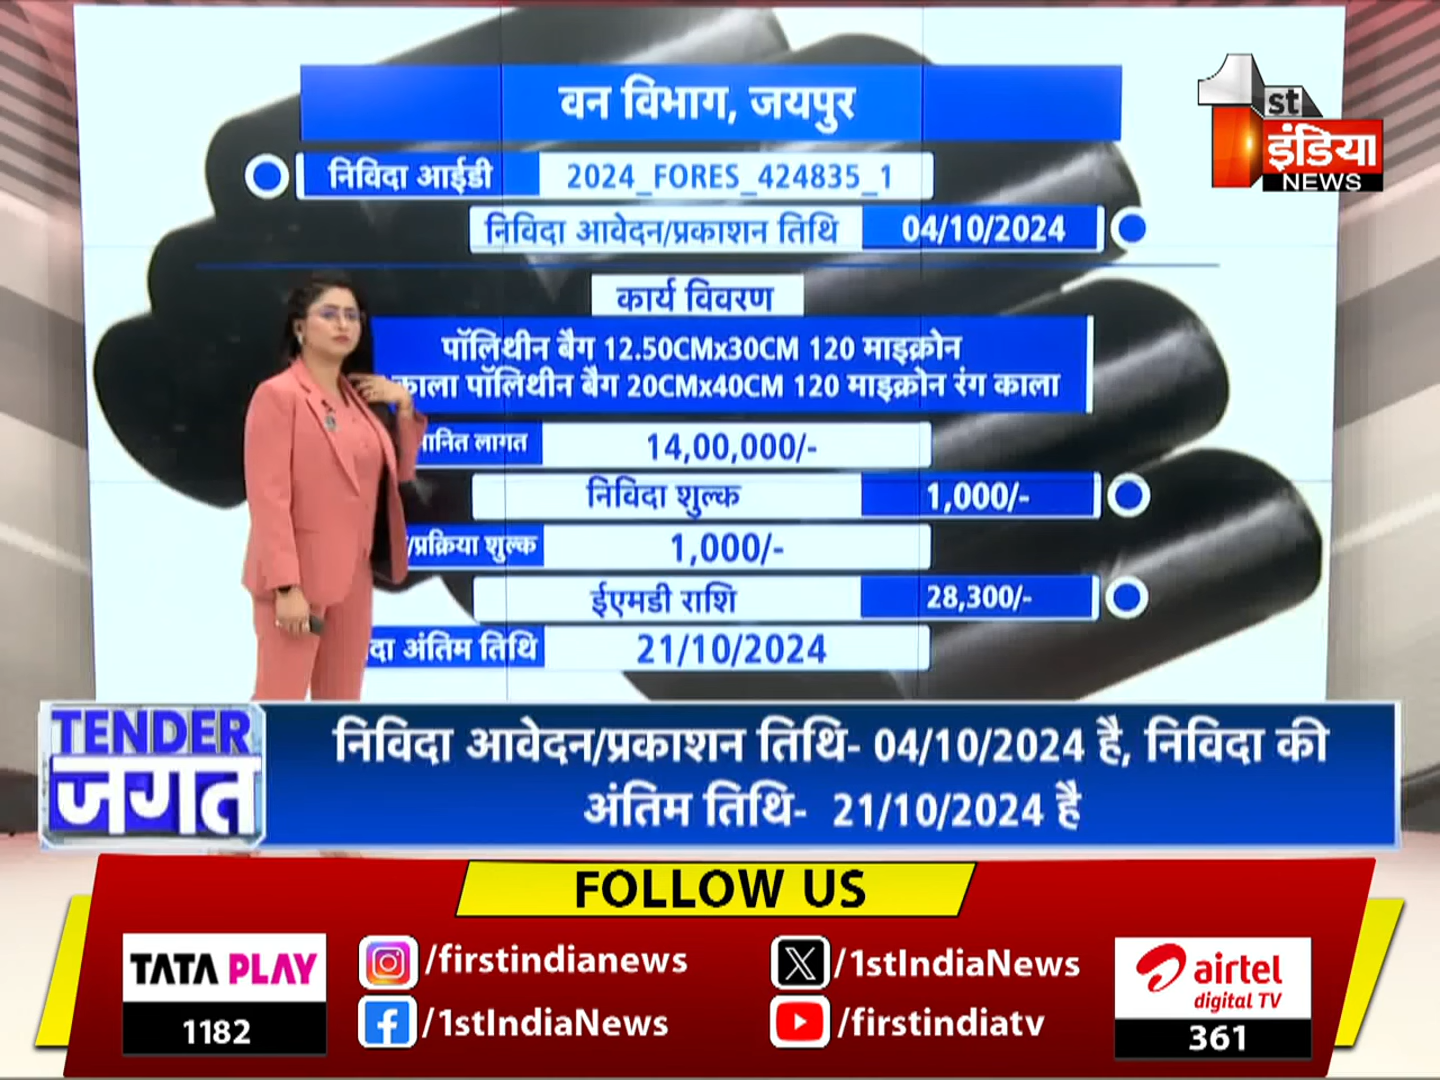 वन विभाग, जयपुर
1st
इंडिया
NEWS
निविदा आईडी 2024_FORES_424835_1
निविदा आवेदन/प्रकाशन तिथि 04/10/2024
कार्य विवरण
पॉलिथीन बैग 12.50CMx30CM 120 माइक्रोन
काला पॉलिथीन बैग 20CMx40CM 120 माइक्रोन रंग काला
लागत 14,00,000/-
निविदा शुल्क 1,000/-
/प्रक्रिया शुल्क 1,000/-
ईएमडी राशि 28,300/-
अंतिम तिथि 21/10/2024
TENDER
जगत
निविदा आवेदन/प्रकाशन तिथि- 04/10/2024 है, निविदा की
अंतिम तिथि- 21/10/2024 है
FOLLOW US
TATA PLAY
1182
/firstindianews
/1stIndiaNews
/1stIndiaNews
/firstindiatv
airtel
digital TV
361